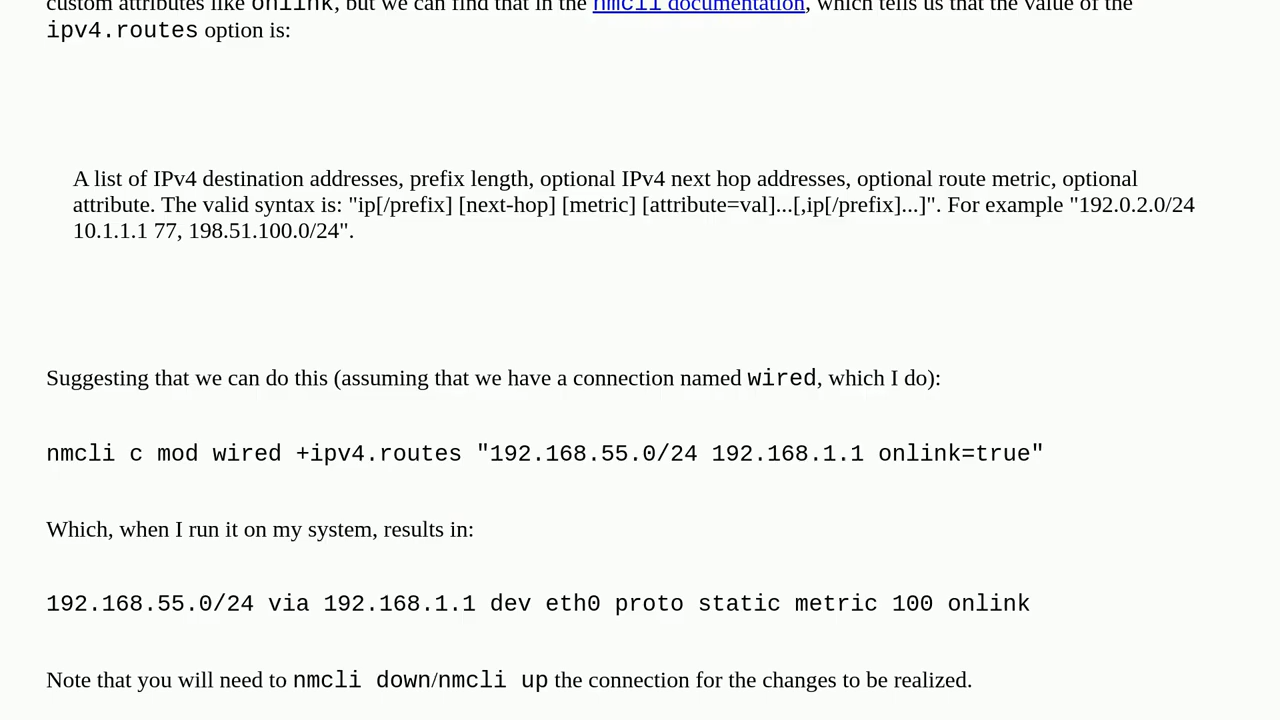 custom attributes like onlink, but we can find that in the nmcli documentation, which tells us that the value of the
ipv4.routes option is:
A list of IPv4 destination addresses, prefix length, optional IPv4 next hop addresses, optional route metric, optional
attribute. The valid syntax is: "ip[/prefix] [next-hop] [metric] [attribute=val]...[,ip[/prefix]...]". For example "192.0.2.0/24
10.1.1.1 77, 198.51.100.0/24".
Suggesting that we can do this (assuming that we have a connection named wired, which I do):
nmcli c mod wired +ipv4.routes "192.168.55.0/24 192.168.1.1 onlink=true"
Which, when I run it on my system, results in:
192.168.55.0/24 via 192.168.1.1 dev eth0 proto static metric 100 onlink
Note that you will need to nmcli down/nmcli up the connection for the changes to be realized.